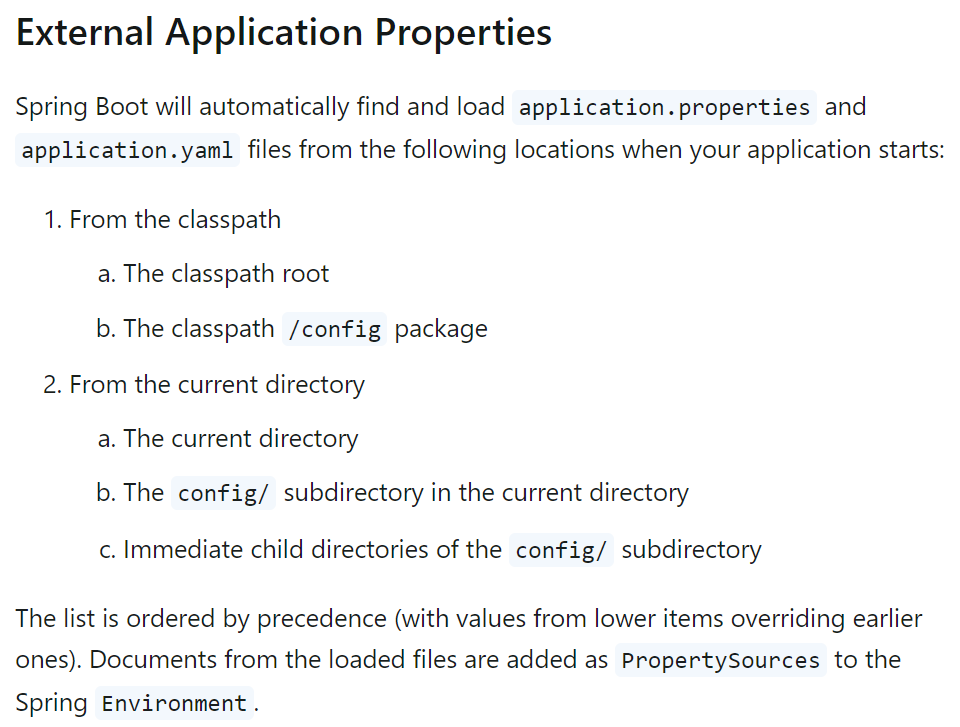 External Application Properties
Spring Boot will automatically find and load application.properties and
application.yaml files from the following locations when your application starts:
1. From the classpath
a. The classpath root
b. The classpath /config package
2. From the current directory
a. The current directory
b. The config/ subdirectory in the current directory
c. Immediate child directories of the config/ subdirectory
The list is ordered by precedence (with values from lower items overriding earlier
ones). Documents from the loaded files are added as PropertySources to the
Spring Environment.